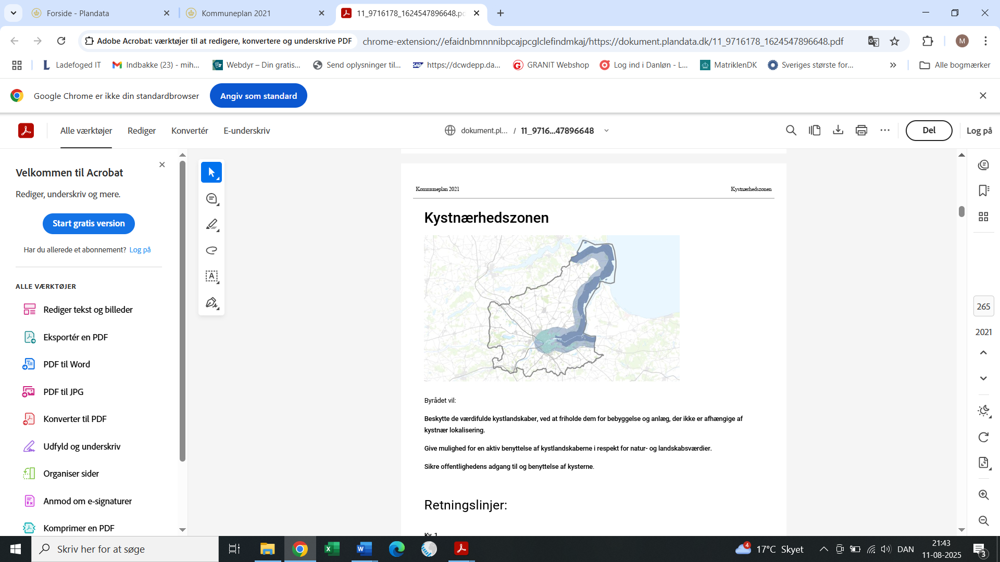 Forside - Plandata
Kommuneplan 2021
11_9716178_1624547896648.pd
Adobe Acrobat: værktøjer til at redigere, konvertere og underskrive PDF
chrome-extension://efaidnbmnnnibpcajpcglclefindmkaj/https://dokument.plandata.dk/11_9716178_1624547896648.pdf
M
Ladefoged IT
Indbakke (23) - mih...
Webdyr – Din gratis...
Send oplysninger til...
https://dcwdepp.da...
GRANIT Webshop
Log ind i Danløn - L...
MatriklenDK
Sveriges største for...
Alle bogmærker
Google Chrome er ikke din standardbrowser
Angiv som standard
Alle værktøjer
Rediger
Konvertér
E-underskriv
dokument.pl... / 11_9716...47896648
Del
Log på
Velkommen til Acrobat
Rediger, underskriv og mere.
Start gratis version
Har du allerede et abonnement? Log på
ALLE VÆRKTØJER
Rediger tekst og billeder
Eksportér en PDF
PDF til Word
PDF til JPG
Konverter til PDF
Udfyld og underskriv
Organiser sider
Anmod om e-signaturer
Komprimer en PDF
Kommuneplan 2021
Kystnærhedszonen
Kystnærhedszonen
Byrådet vil:
Beskytte de værdifulde kystlandskaber, ved at friholde dem for bebyggelse og anlæg, der ikke er afhængige af
kystnær lokalisering.
Give mulighed for en aktiv benyttelse af kystlandskaberne i respekt for natur- og landskabsværdier.
Sikre offentlighedens adgang til og benyttelse af kysterne.
Retningslinjer:
Ky. 1
265
2021
Skriv her for at søge
4
17°C Skyet
DAN
21:43
11-08-2025
3